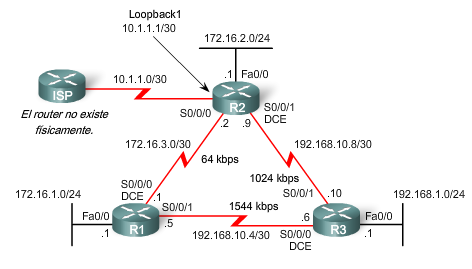 Loopback1
10.1.1.1/30
172.16.2.0/24
10.1.1.0/30
.1
Fa0/0
ISP
R2
El router no existe
físicamente.
S0/0/0
S0/0/1
DCE
.2
.9
172.16.3.0/30
192.168.10.8/30
64 kbps
1024 kbps
172.16.1.0/24
S0/0/0
DCE
.1
S0/0/1
S0/0/1
.10
192.168.1.0/24
1544 kbps
Fa0/0
.1
R1
.5
.6
R3
Fa0/0
.1
192.168.10.4/30
S0/0/0
DCE